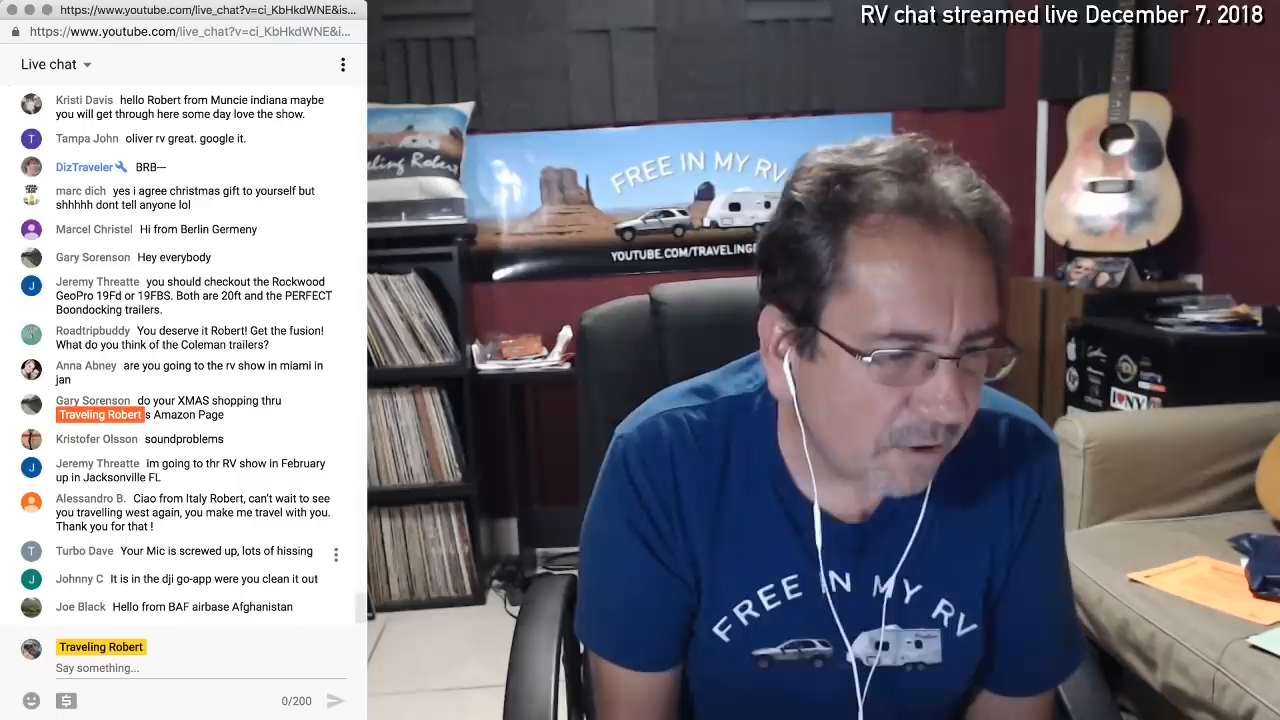 https://www.youtube.com/live_chat?v=ci_KbHkdWNE&is...
https://www.youtube.com/live_chat?v=ci_KbHkdWNE&i...
Live chat
Kristi Davis hello Robert from Muncie indiana maybe
you will get through here some day love the show.
T
Tampa John oliver rv great. google it.
DizTraveler BRB---
marc dich yes i agree christmas gift to yourself but
shhhhh dont tell anyone lol
Marcel Christel Hi from Berlin Germeny
Gary Sorenson Hey everybody
J
Jeremy Threatte you should checkout the Rockwood
GeoPro 19Fd or 19FBS. Both are 20ft and the PERFECT
Boondocking trailers.
Roadtripbuddy You deserve it Robert! Get the fusion!
What do you think of the Coleman trailers?
Anna Abney are you going to the rv show in miami in
jan
Gary Sorenson do your XMAS shopping thru
Traveling Robert s Amazon Page
Kristofer Olsson soundproblems
J
Jeremy Threatte im going to thr RV show in February
up in Jacksonville FL
Alessandro B. Ciao from Italy Robert, can't wait to see
you travelling west again, you make me travel with you.
Thank you for that !
T
Turbo Dave Your Mic is screwed up, lots of hissing
J
Johnny C It is in the dji go-app were you clean it out
Joe Black Hello from BAF airbase Afghanistan
Traveling Robert
Say something...
0/200
RV chat streamed live December 7, 2018
eling Robert
FREE IN MY RV
YOUTUBE.COM/TRAVELING
I NY
FREE IN MY RV